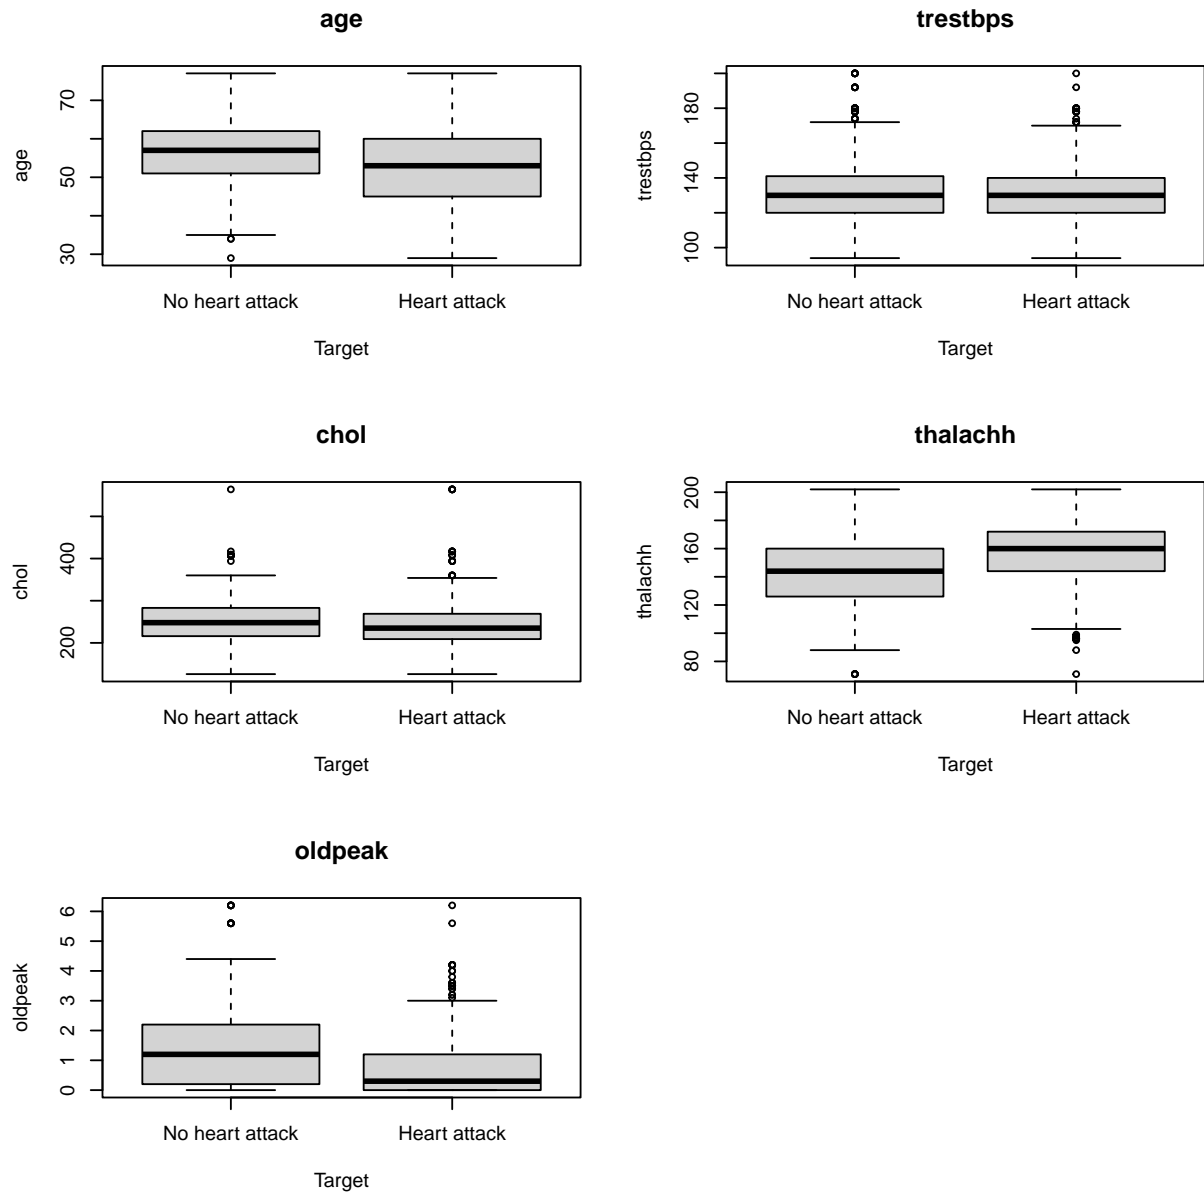 age
age
70
50
30
No heart attack
Heart attack
Target
trestbps
trestbps
180
140
100
No heart attack
Heart attack
Target
chol
chol
400
200
No heart attack
Heart attack
Target
thalachh
thalachh
200
160
120
80
No heart attack
Heart attack
Target
oldpeak
oldpeak
6
5
4
3
2
1
0
No heart attack
Heart attack
Target